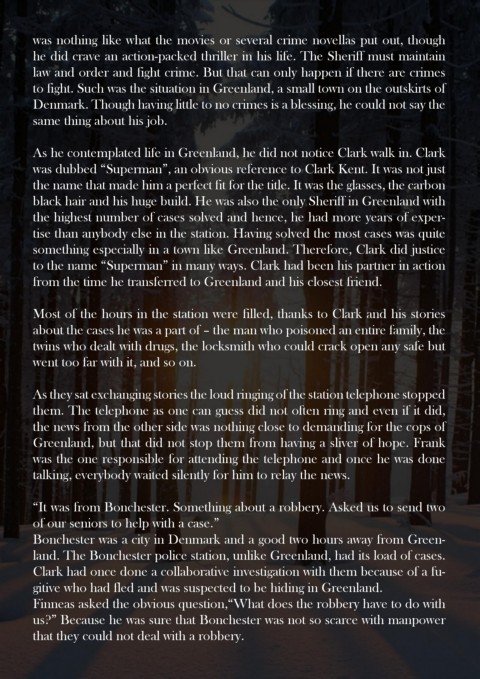 was nothing like what the movies or several crime novellas put out, though
he did crave an action-packed thriller in his life. The Sheriff must maintain
law and order and fight crime. But that can only happen if there are crimes
to fight. Such was the situation in Greenland, a small town on the outskirts of
Denmark. Though having little to no crimes is a blessing, he could not say the
same thing about his job.

As he contemplated life in Greenland, he did not notice Clark walk in. Clark
was dubbed “Superman”, an obvious reference to Clark Kent. It was not just
the name that made him a perfect fit for the title. It was the glasses, the carbon
black hair and his huge build. He was also the only Sheriff in Greenland with
the highest number of cases solved and hence, he had more years of exper-
tise than anybody else in the station. Having solved the most cases was quite
something especially in a town like Greenland. Therefore, Clark did justice
to the name “Superman” in many ways. Clark had been his partner in action
from the time he transferred to Greenland and his closest friend.

Most of the hours in the station were filled, thanks to Clark and his stories
about the cases he was a part of – the man who poisoned an entire family, the
twins who dealt with drugs, the locksmith who could crack open any safe but
went too far with it, and so on.

As they sat exchanging stories the loud ringing of the station telephone stopped
them. The telephone as one can guess did not often ring and even if it did,
the news from the other side was nothing close to demanding for the cops of
Greenland, but that did not stop them from having a sliver of hope. Frank
was the one responsible for attending the telephone and once he was done
talking, everybody waited silently for him to relay the news.

“It was from Bonchester. Something about a robbery. Asked us to send two
of our seniors to help with a case.”
Bonchester was a city in Denmark and a good two hours away from Green-
land. The Bonchester police station, unlike Greenland, had its load of cases.
Clark had once done a collaborative investigation with them because of a fu-
gitive who had fled and was suspected to be hiding in Greenland.
Finneas asked the obvious question,“What does the robbery have to do with
us?” Because he was sure that Bonchester was not so scarce with manpower
that they could not deal with a robbery.